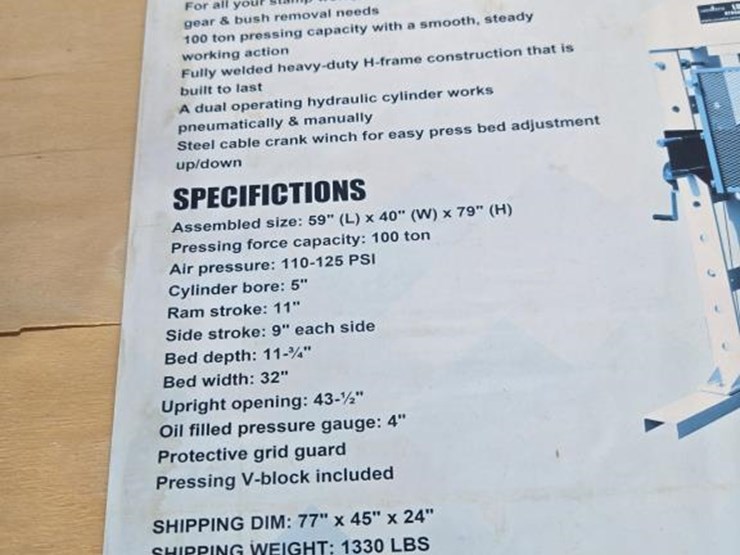 For all your stamp
gear & bush removal needs
100 ton pressing capacity with a smooth, steady
working action
Fully welded heavy-duty H-frame construction that is
built to last
A dual operating hydraulic cylinder works
pneumatically & manually
Steel cable crank winch for easy press bed adjustment
up/down
SPECIFICTIONS
Assembled size: 59" (L) x 40" (W) x 79" (H)
Pressing force capacity: 100 ton
Air pressure: 110-125 PSI
Cylinder bore: 5"
Ram stroke: 11"
Side stroke: 9" each side
Bed depth: 11-¾"
Bed width: 32"
Upright opening: 43-½"
Oil filled pressure gauge: 4"
Protective grid guard
Pressing V-block included
SHIPPING DIM: 77" x 45" x 24"
SHIPPING WEIGHT: 1330 LBS